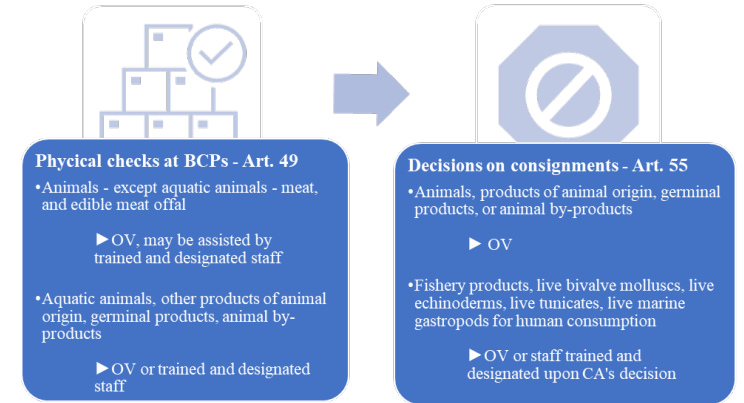 Phycical checks at BCPs - Art. 49
•Animals - except aquatic animals - meat,
and edible meat offal
►OV, may be assisted by
trained and designated staff
•Aquatic animals, other products of animal
origin, germinal products, animal by-
products
►OV or trained and designated
staff
Decisions on consignments - Art. 55
•Animals, products of animal origin, germinal
products, or animal by-products
► OV
•Fishery products, live bivalve molluscs, live
echinoderms, live tunicates, live marine
gastropods for human consumption
►OV or staff trained and
designated upon CA's decision